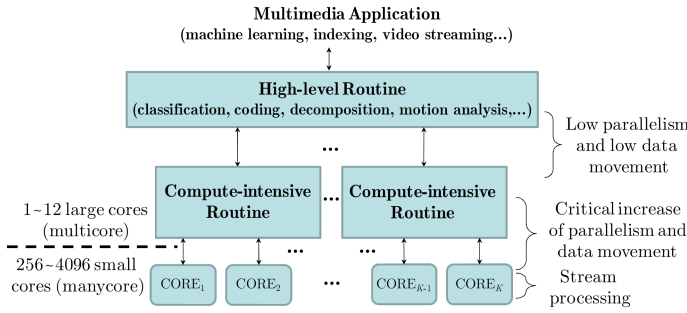 Multimedia Application
(machine learning, indexing, video streaming...)
High-level Routine
(classification, coding, decomposition, motion analysis,...)
...
Low parallelism
and low data
movement
Compute-intensive
Routine
...
Compute-intensive
Routine
1~12 large cores
(multicore)
Critical increase
of parallelism and
data movement
... ...
256~4096 small
cores (manycore)
CORE1
CORE2
...
COREK-1
COREK
Stream
processing